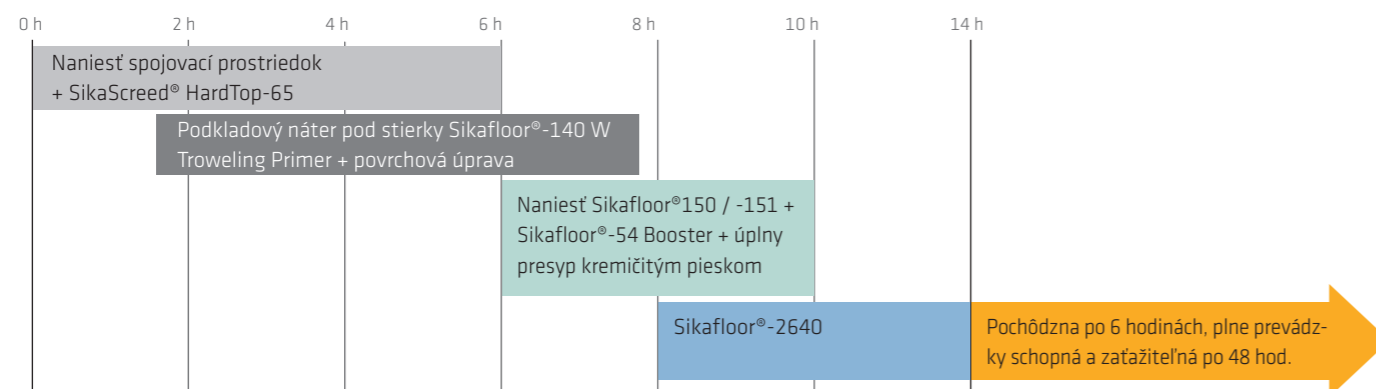 0 h 2 h 4 h 6 h 8 h 10 h 14 h
Naniesť spojovací prostriedok
+ SikaScreed® HardTop-65
Podkladový náter pod stierky Sikafloor®-140 W
Troweling Primer + povrchová úprava
Naniesť Sikafloor®150 / -151 +
Sikafloor®-54 Booster + úplny
presyp kremičitým pieskom
Sikafloor®-2640
Pochôdzna po 6 hodinách, plne prevádz-
ky schopná a zaťažiteľná po 48 hod.